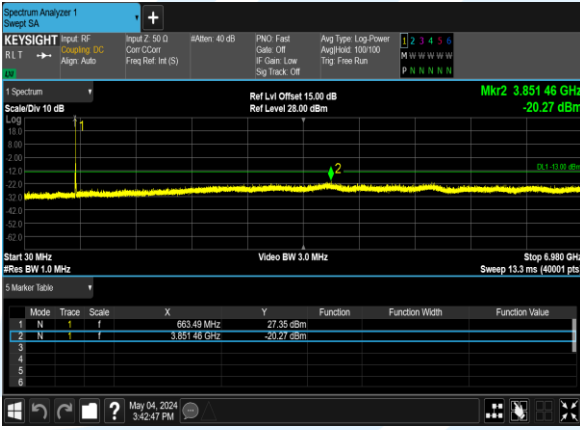 Spectrum Analyzer 1
Swept SA
KEYSIGHT
RLT
Input: RF
Coupling: DC
Align: Auto
Input Z: 50 Ω
Corr CCorr
Freq Ref: Int (S)
#Atten: 40 dB
PNO: Fast
Gate: Off
IF Gain: Low
Sig Track: Off
Avg Type: Log-Power
Avg|Hold: 100/100
Trig: Free Run
1 2 3 4 5 6
M W W W W W
P N N N N N
1 Spectrum
Scale/Div 10 dB
Ref Lvl Offset 15.00 dB
Ref Level 28.00 dBm
Mkr2 3.851 46 GHz
-20.27 dBm
Log
18.0
8.00
-2.00
-12.0
-22.0
-32.0
-42.0
-52.0
-62.0
1
2
DL1 -13.00 dBm
Start 30 MHz
#Res BW 1.0 MHz
Video BW 3.0 MHz
Stop 6.980 GHz
Sweep 13.3 ms (40001 pts
5 Marker Table
Mode Trace Scale X Y Function Function Width Function Value
1 N 1 f 663.49 MHz 27.35 dBm
2 N 1 f 3.851 46 GHz -20.27 dBm
3
4
5
6
?
May 04, 2024
3:42:47 PM